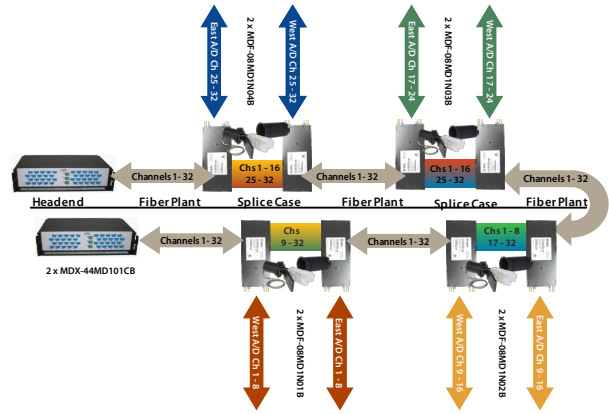 East A/D Ch 25 - 32
2 x MDF-08MD1N04B
West A/D Ch 25 - 32
East A/D Ch 17 - 24
2 x MDF-08MD1N03B
West A/D Ch 17 - 24
Channels 1- 32
Chs 1 - 16
25 - 32
Channels 1- 32
Chs 1 - 16
25 - 32
Channels 1- 32
Headend
Fiber Plant
Splice Case
Fiber Plant
Splice Case
Fiber Plant
Channels 1- 32
Chs
9 - 32
Channels 1- 32
Chs 1 - 8
17 - 32
2 x MDX-44MD101CB
West A/D Ch 1 - 8
2 x MDF-08MD1N01B
East A/D Ch 1 - 8
West A/D Ch 9 - 16
2 x MDF-08MD1N02B
East A/D Ch 9 - 16